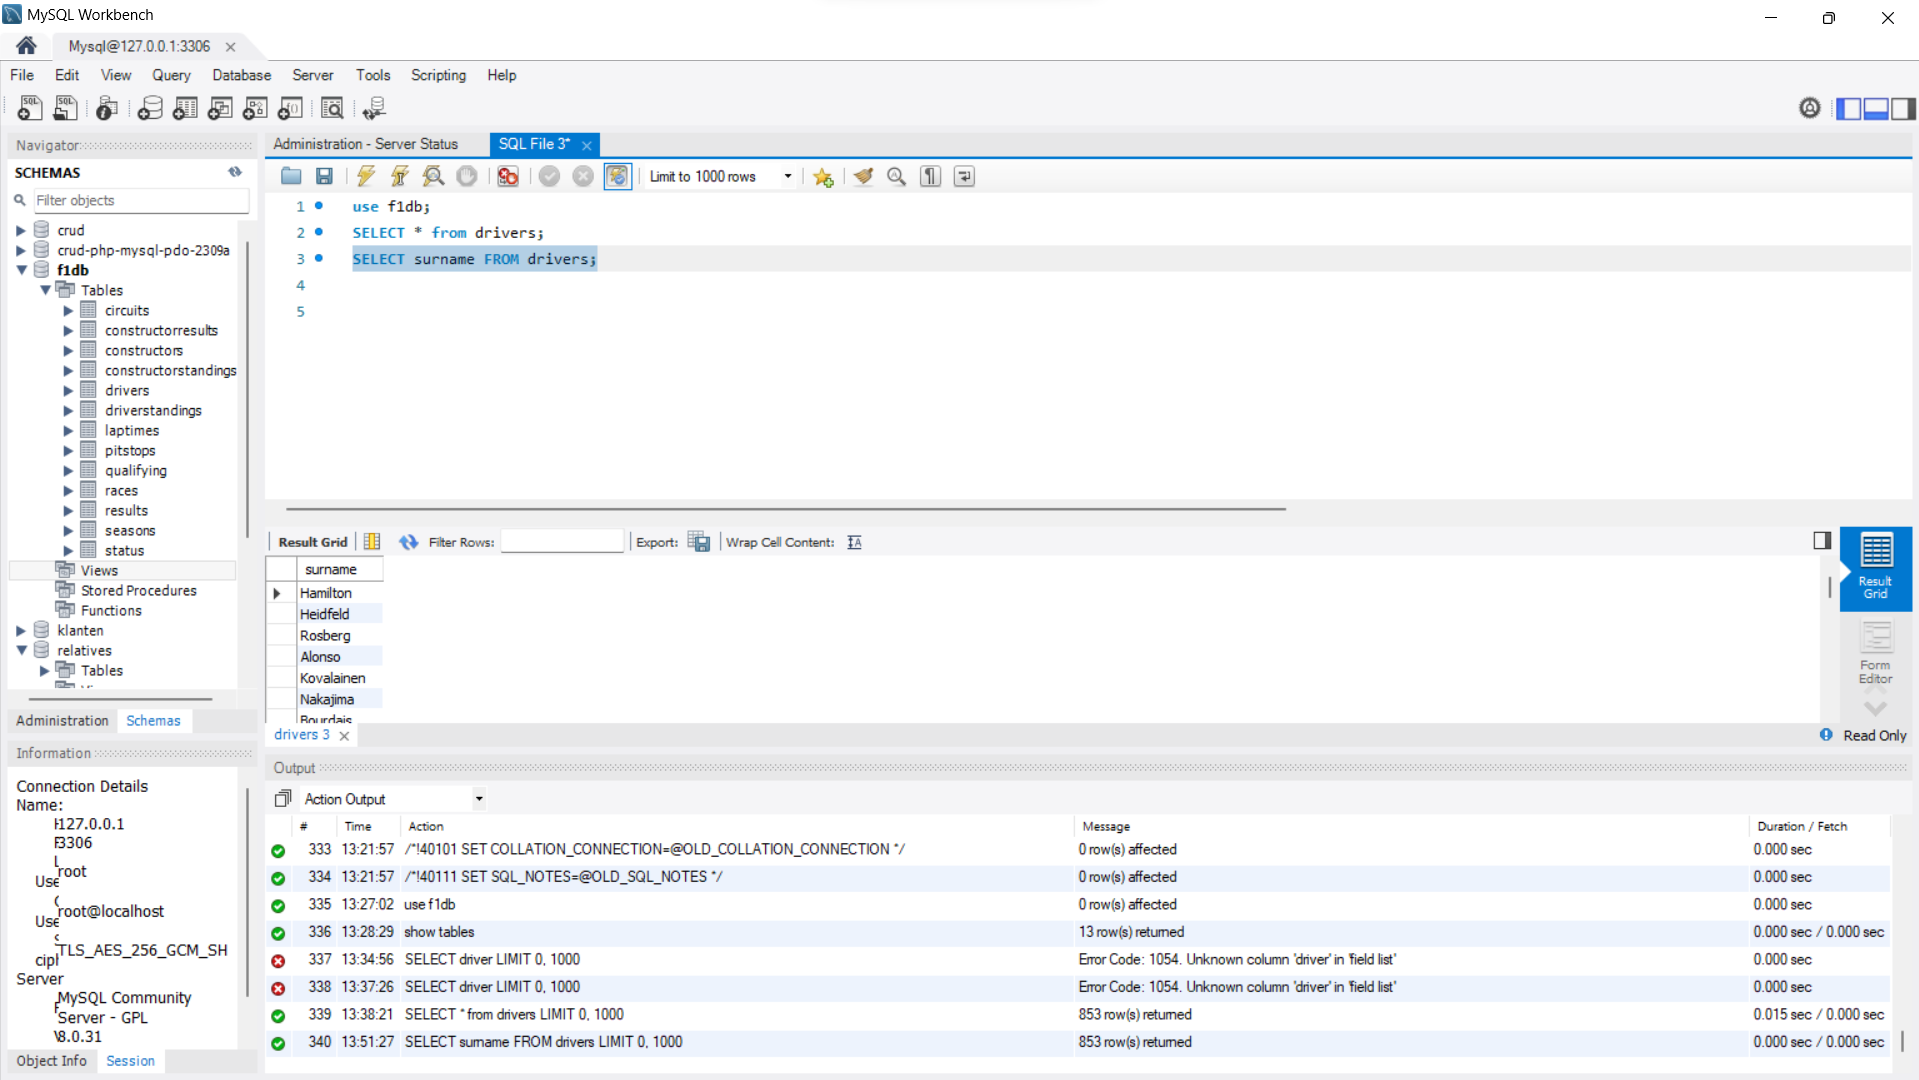 MySQL Workbench
Mysql@127.0.0.1:3306
File Edit View Query Database Server Tools Scripting Help
Navigator
SCHEMAS
Filter objects
crud
crud-php-mysql-pdo-2309a
f1db
Tables
circuits
constructorresults
constructors
constructorstandings
drivers
driverstandings
laptimes
pitstops
qualifying
races
results
seasons
status
Views
Stored Procedures
Functions
klanten
relatives
Tables
Administration Schemas
Information
Connection Details
Name:
127.0.0.1
3306
root
Use
root@localhost
Use
TLS_AES_256_GCM_SH
ciph
Server
MySQL Community
Server - GPL
8.0.31
Object Info Session
Administration - Server Status SQL File 3*
Limit to 1000 rows
1 use f1db;
2 SELECT * from drivers;
3 SELECT surname FROM drivers;
4
5
Result Grid Filter Rows: Export: Wrap Cell Content:
surname
Hamilton
Heidfeld
Rosberg
Alonso
Kovalainen
Nakajima
Bourdais
Result
Grid
Form
Editor
drivers 3
Read Only
Output
Action Output
# Time Action Message Duration / Fetch
333 13:21:57 /*!40101 SET COLLATION_CONNECTION=@OLD_COLLATION_CONNECTION */ 0 row(s) affected 0.000 sec
334 13:21:57 /*!40111 SET SQL_NOTES=@OLD_SQL_NOTES */ 0 row(s) affected 0.000 sec
335 13:27:02 use f1db 0 row(s) affected 0.000 sec
336 13:28:29 show tables 13 row(s) returned 0.000 sec / 0.000 sec
337 13:34:56 SELECT driver LIMIT 0, 1000 Error Code: 1054. Unknown column 'driver' in 'field list' 0.000 sec
338 13:37:26 SELECT driver LIMIT 0, 1000 Error Code: 1054. Unknown column 'driver' in 'field list' 0.000 sec
339 13:38:21 SELECT * from drivers LIMIT 0, 1000 853 row(s) returned 0.015 sec / 0.000 sec
340 13:51:27 SELECT surname FROM drivers LIMIT 0, 1000 853 row(s) returned 0.000 sec / 0.000 sec